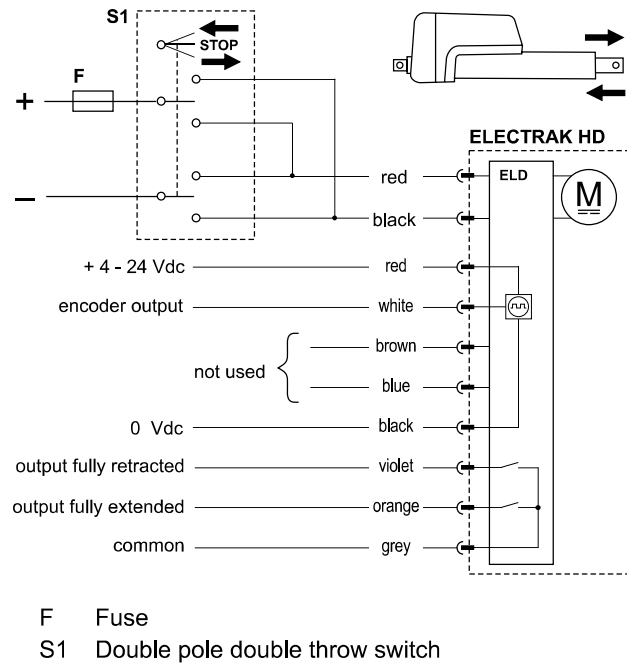 S1
STOP
F
+
−
ELECTRAK HD
ELD
M
red
black
+ 4 - 24 Vdc red
encoder output white
not used
brown
blue
0 Vdc black
output fully retracted violet
output fully extended orange
common grey
F Fuse
S1 Double pole double throw switch